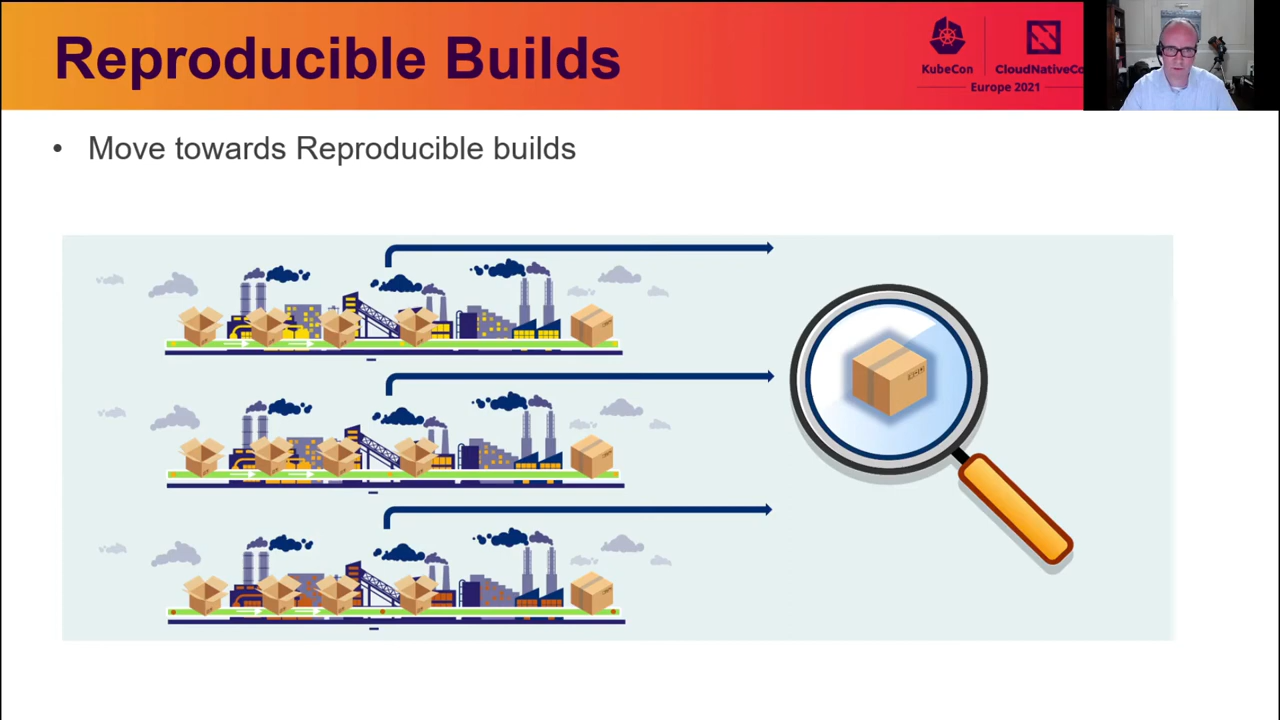 Reproducible Builds
KubeCon
CloudNativeCo
Europe 2021
• Move towards Reproducible builds